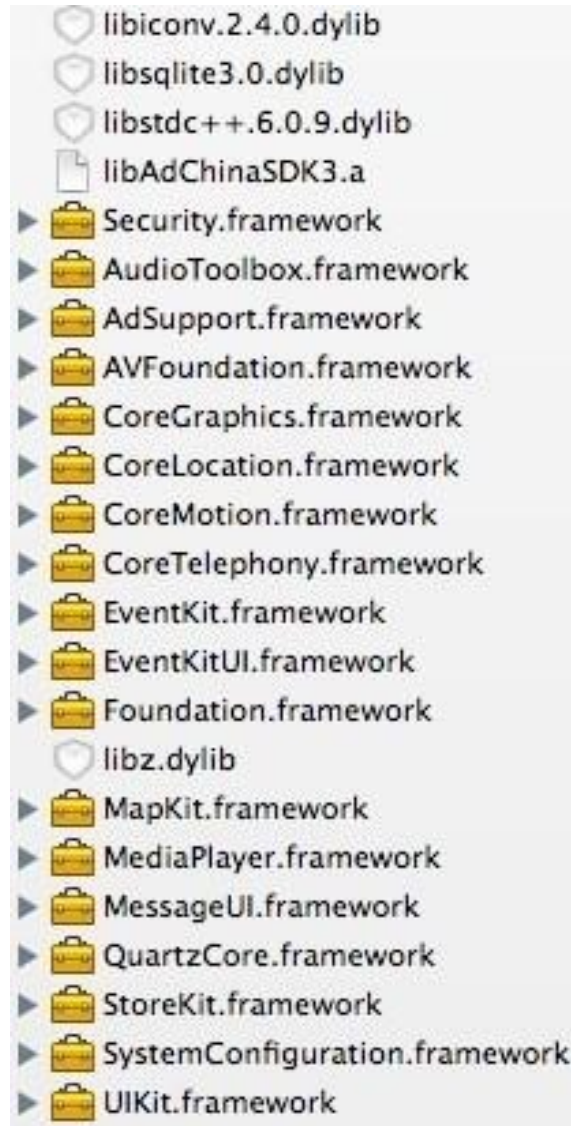 libiconv.2.4.0.dylib
libsqlite3.0.dylib
libstdc++.6.0.9.dylib
libAdChinaSDK3.a
Security.framework
AudioToolbox.framework
AdSupport.framework
AVFoundation.framework
CoreGraphics.framework
CoreLocation.framework
CoreMotion.framework
CoreTelephony.framework
EventKit.framework
EventKitUI.framework
Foundation.framework
libz.dylib
MapKit.framework
MediaPlayer.framework
MessageUI.framework
QuartzCore.framework
StoreKit.framework
SystemConfiguration.framework
UIKit.framework